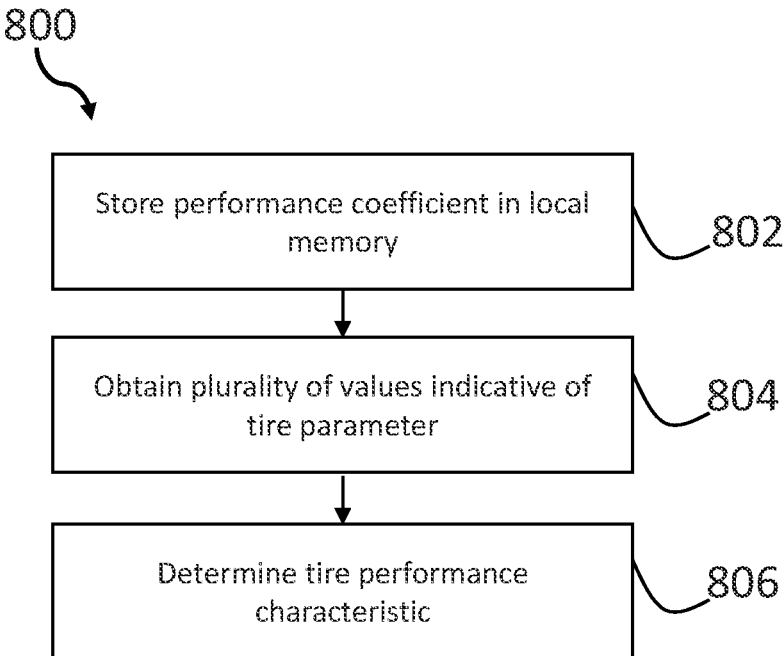 800
Store performance coefficient in local
memory
802
Obtain plurality of values indicative of
tire parameter
804
Determine tire performance
characteristic
806